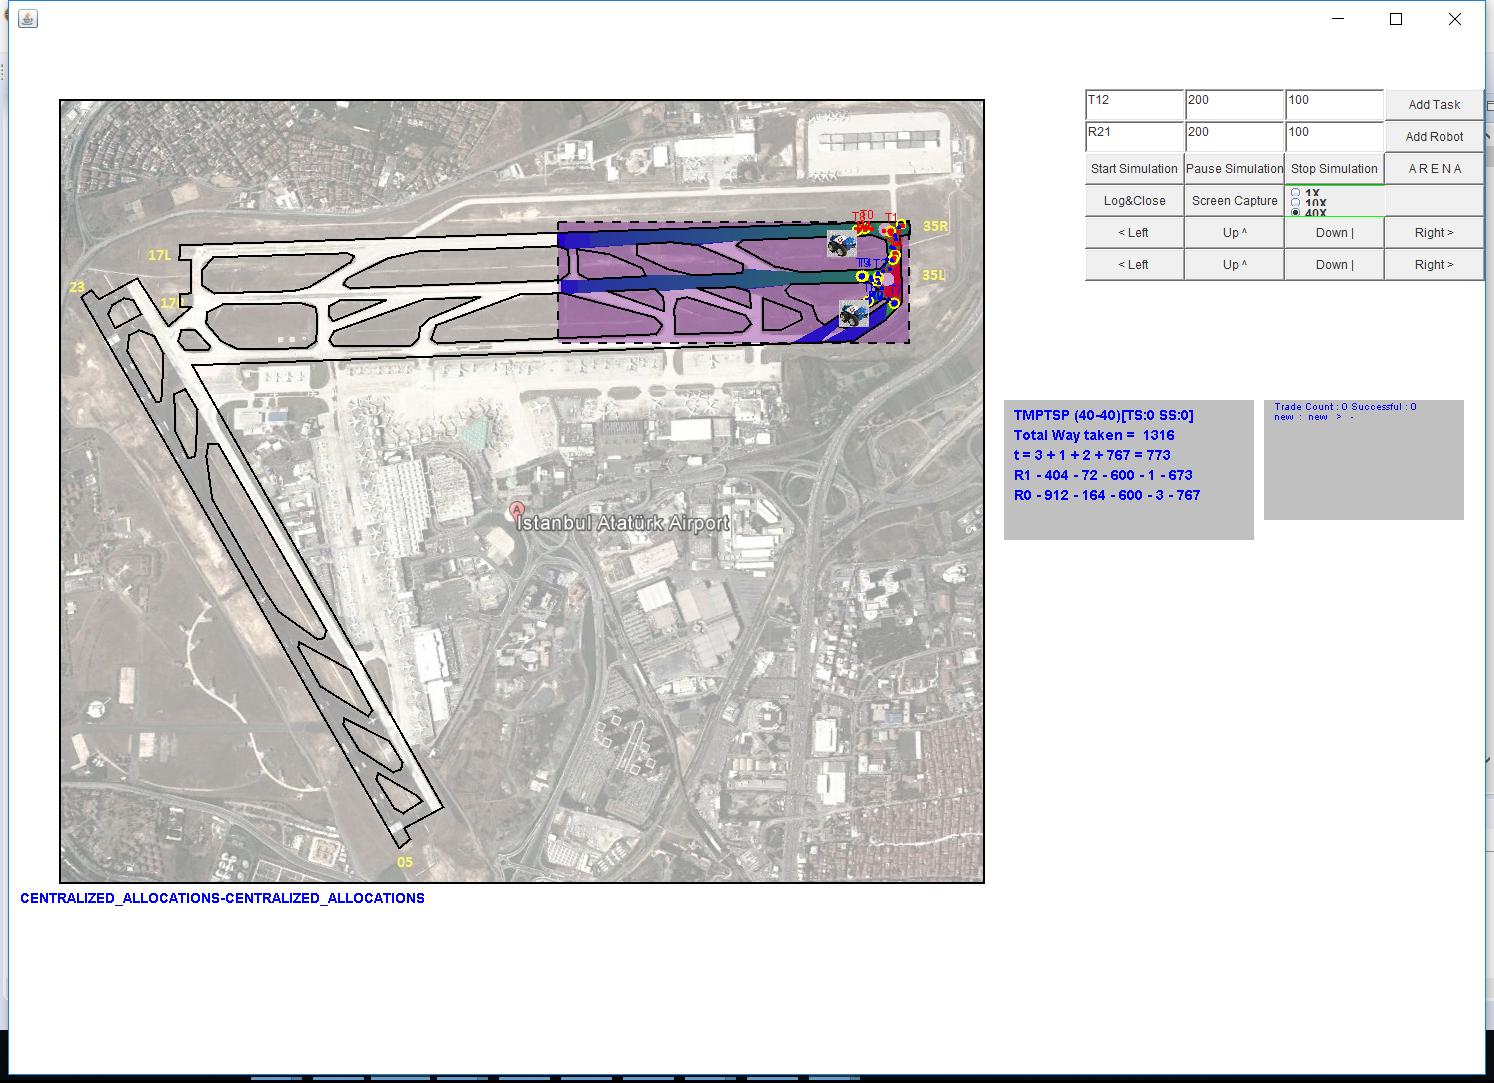 T12 200 100 Add Task
R21 200 100 Add Robot
Start Simulation Pause Simulation Stop Simulation A R E N A
Log&Close Screen Capture 1X
10X
40X
< Left Up ^ Down | Right >
< Left Up ^ Down | Right >
T0 T1
35R
17L
35L
23
17R
TMPTSP (40-40)[TS:0 SS:0]
Total Way taken = 1316
t = 3 + 1 + 2 + 767 = 773
R1 - 404 - 72 - 600 - 1 - 673
R0 - 912 - 164 - 600 - 3 - 767
Trade Count : 0 Successful : 0
new : new > -
A
İstanbul Atatürk Airport
05
CENTRALIZED_ALLOCATIONS-CENTRALIZED_ALLOCATIONS